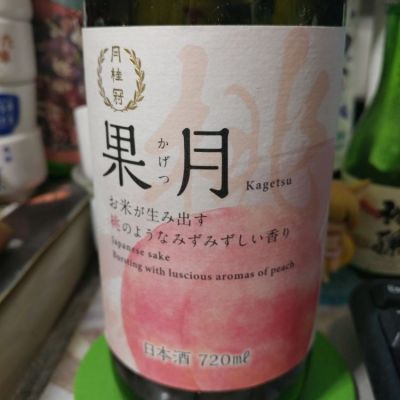 月桂冠
桃
果月
かげつ
Kagetsu
お米が生み出す
桃のようなみずみずしい香り
Japanese sake
Bursting with luscious aromas of peach
日本酒 720㎖